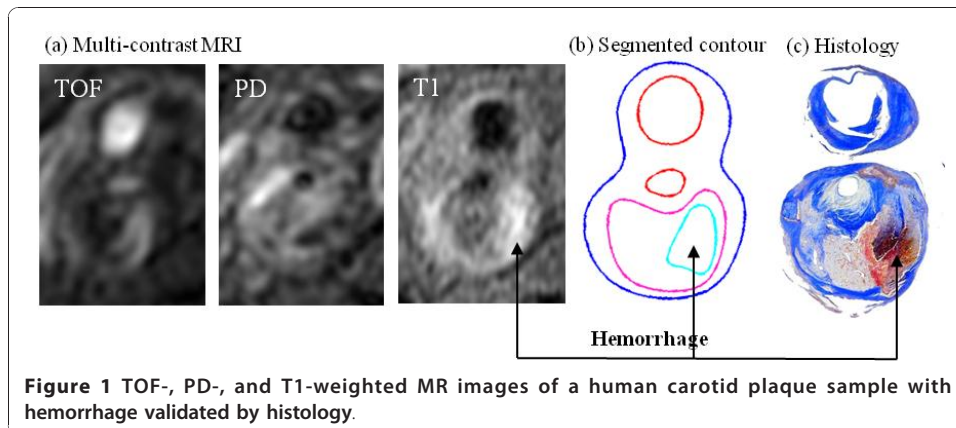 (a) Multi-contrast MRI
(b) Segmented contour
(c) Histology
TOF
PD
T1
Hemorrhage
Figure 1 TOF-, PD-, and T1-weighted MR images of a human carotid plaque sample with
hemorrhage validated by histology.